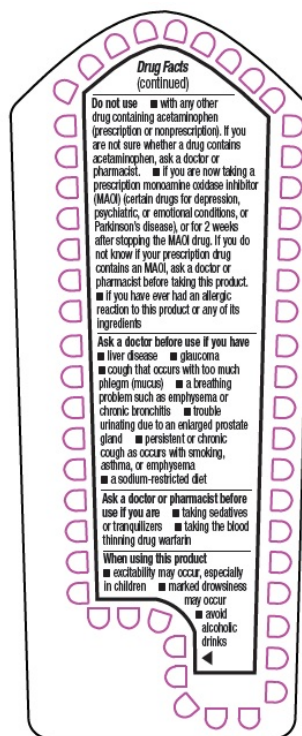 Drug Facts
(continued)
Do not use ■ with any other
drug containing acetaminophen
(prescription or nonprescription). If you
are not sure whether a drug contains
acetaminophen, ask a doctor or
pharmacist. ■ if you are now taking a
prescription monoamine oxidase inhibitor
(MAOI) (certain drugs for depression,
psychiatric, or emotional conditions, or
Parkinson's disease), or for 2 weeks
after stopping the MAOI drug. If you do
not know if your prescription drug
contains an MAOI, ask a doctor or
pharmacist before taking this product.
■ if you have ever had an allergic
reaction to this product or any of its
ingredients
Ask a doctor before use if you have
■ liver disease ■ glaucoma
■ cough that occurs with too much
phlegm (mucus) ■ a breathing
problem such as emphysema or
chronic bronchitis ■ trouble
urinating due to an enlarged prostate
gland ■ persistent or chronic
cough as occurs with smoking,
asthma, or emphysema
■ a sodium-restricted diet
Ask a doctor or pharmacist before
use if you are ■ taking sedatives
or tranquilizers ■ taking the blood
thinning drug warfarin
When using this product
■ excitability may occur, especially
in children ■ marked drowsiness
may occur
■ avoid
alcoholic
drinks